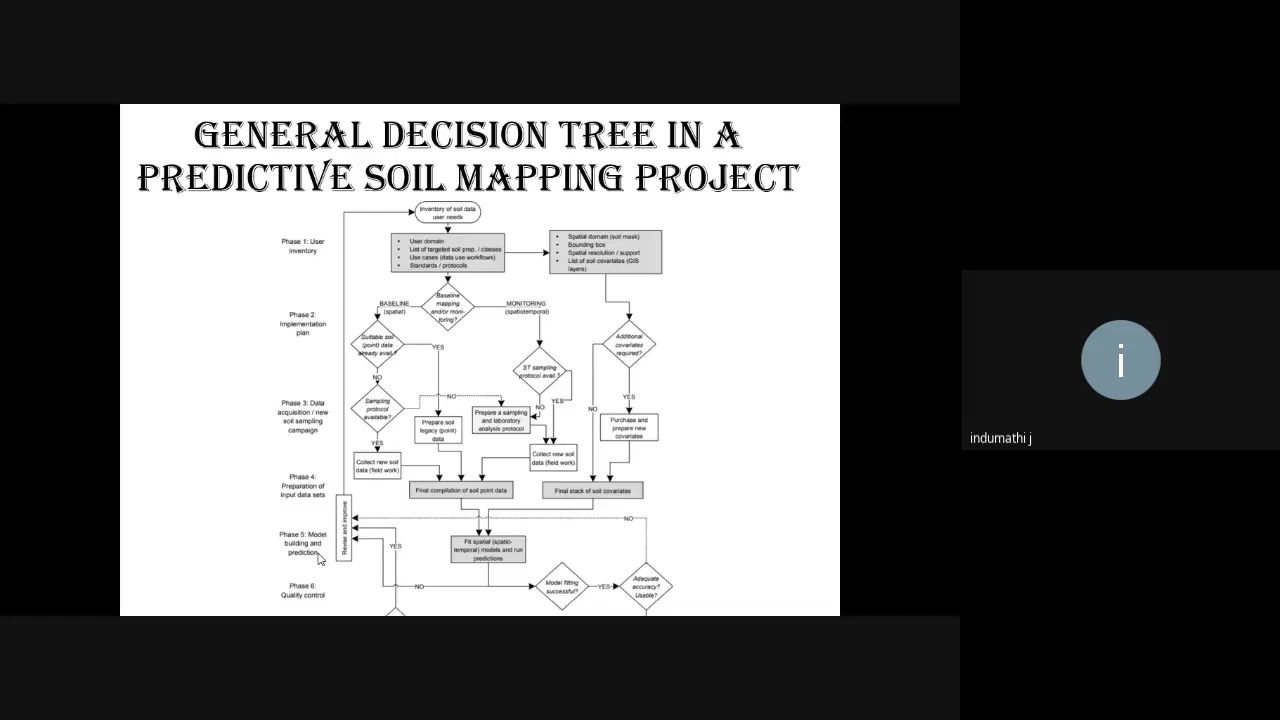 GENERAL DECISION TREE IN A
PREDICTIVE SOIL MAPPING PROJECT
Inventory of soil data
user needs
Phase 1: User
inventory
• User domain
• List of targeted soil prop. / classes
• Use cases (data use workflows)
• Standards / protocols
• Spatial domain (soil mask)
• Bounding box
• Spatial resolution / support
• List of soil covariates (GIS
layers)
Phase 2:
Implementation
plan
BASELINE
(spatial)
Baseline
mapping
and/or moni-
toring?
MONITORING
(spatiotemporal)
Suitable soil
(point) data
already avail.?
YES
NO
ST sampling
protocol avail.?
Additional
covariates
required?
Phase 3: Data
acquisition / new
soil sampling
campaign
Sampling
protocol
available?
NO
YES
Prepare soil
legacy (point)
data
Prepare a sampling
and laboratory
analysis protocol
NO
YES
NO
YES
Purchase and
prepare new
covariates
Collect new soil
data (field work)
Collect new soil
data (field work)
Phase 4:
Preparation of
input data sets
Final compilation of soil point data
Final stack of soil covariates
Revise and improve
NO
Phase 5: Model
building and
prediction
YES
Fit spatial (spatio-
temporal) models and run
predictions
Phase 6:
Quality control
NO
Model fitting
successful?
YES
Adequate
accuracy?
Usable?
i
indumathi j